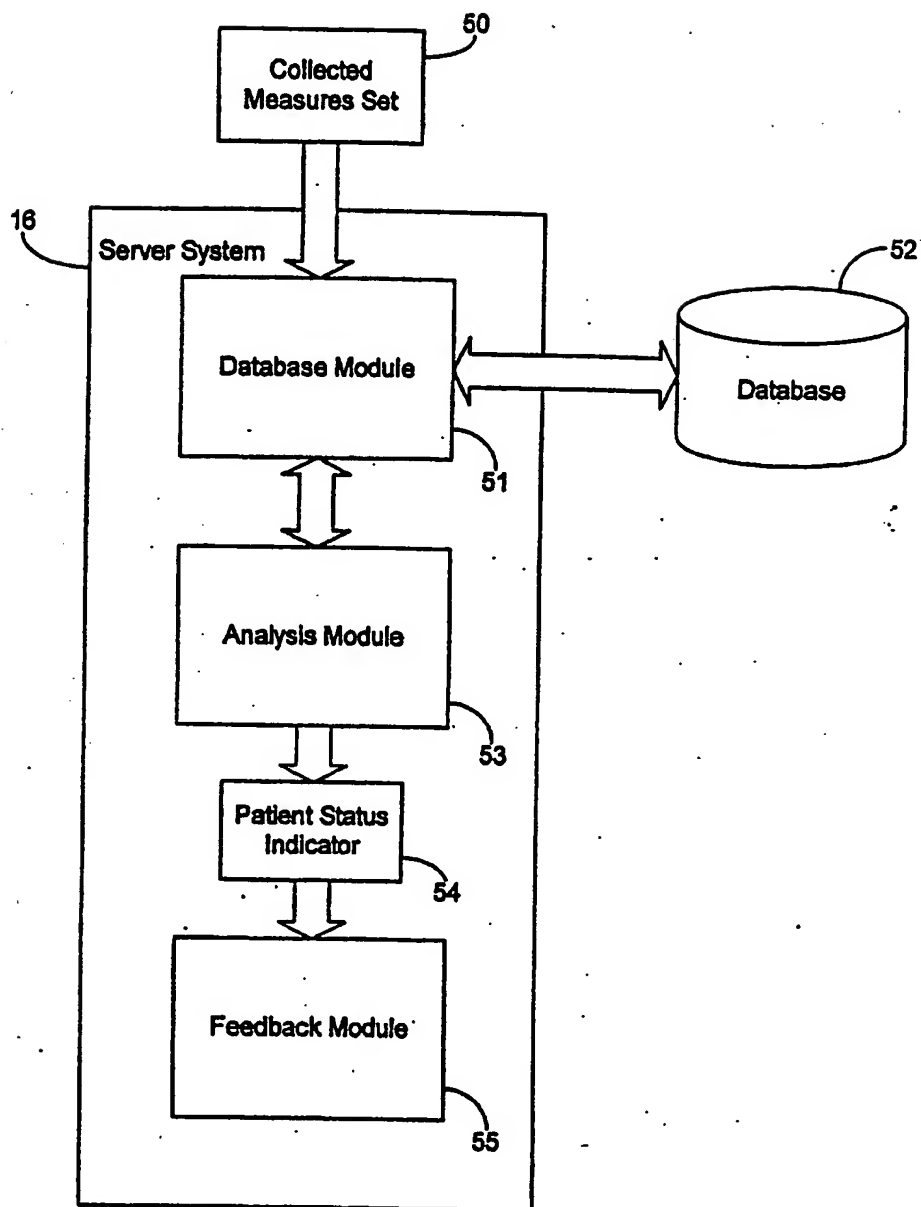 50
Collected
Measures Set
16
Server System
52
Database Module
Database
51
Analysis Module
53
Patient Status
Indicator
54
Feedback Module
55